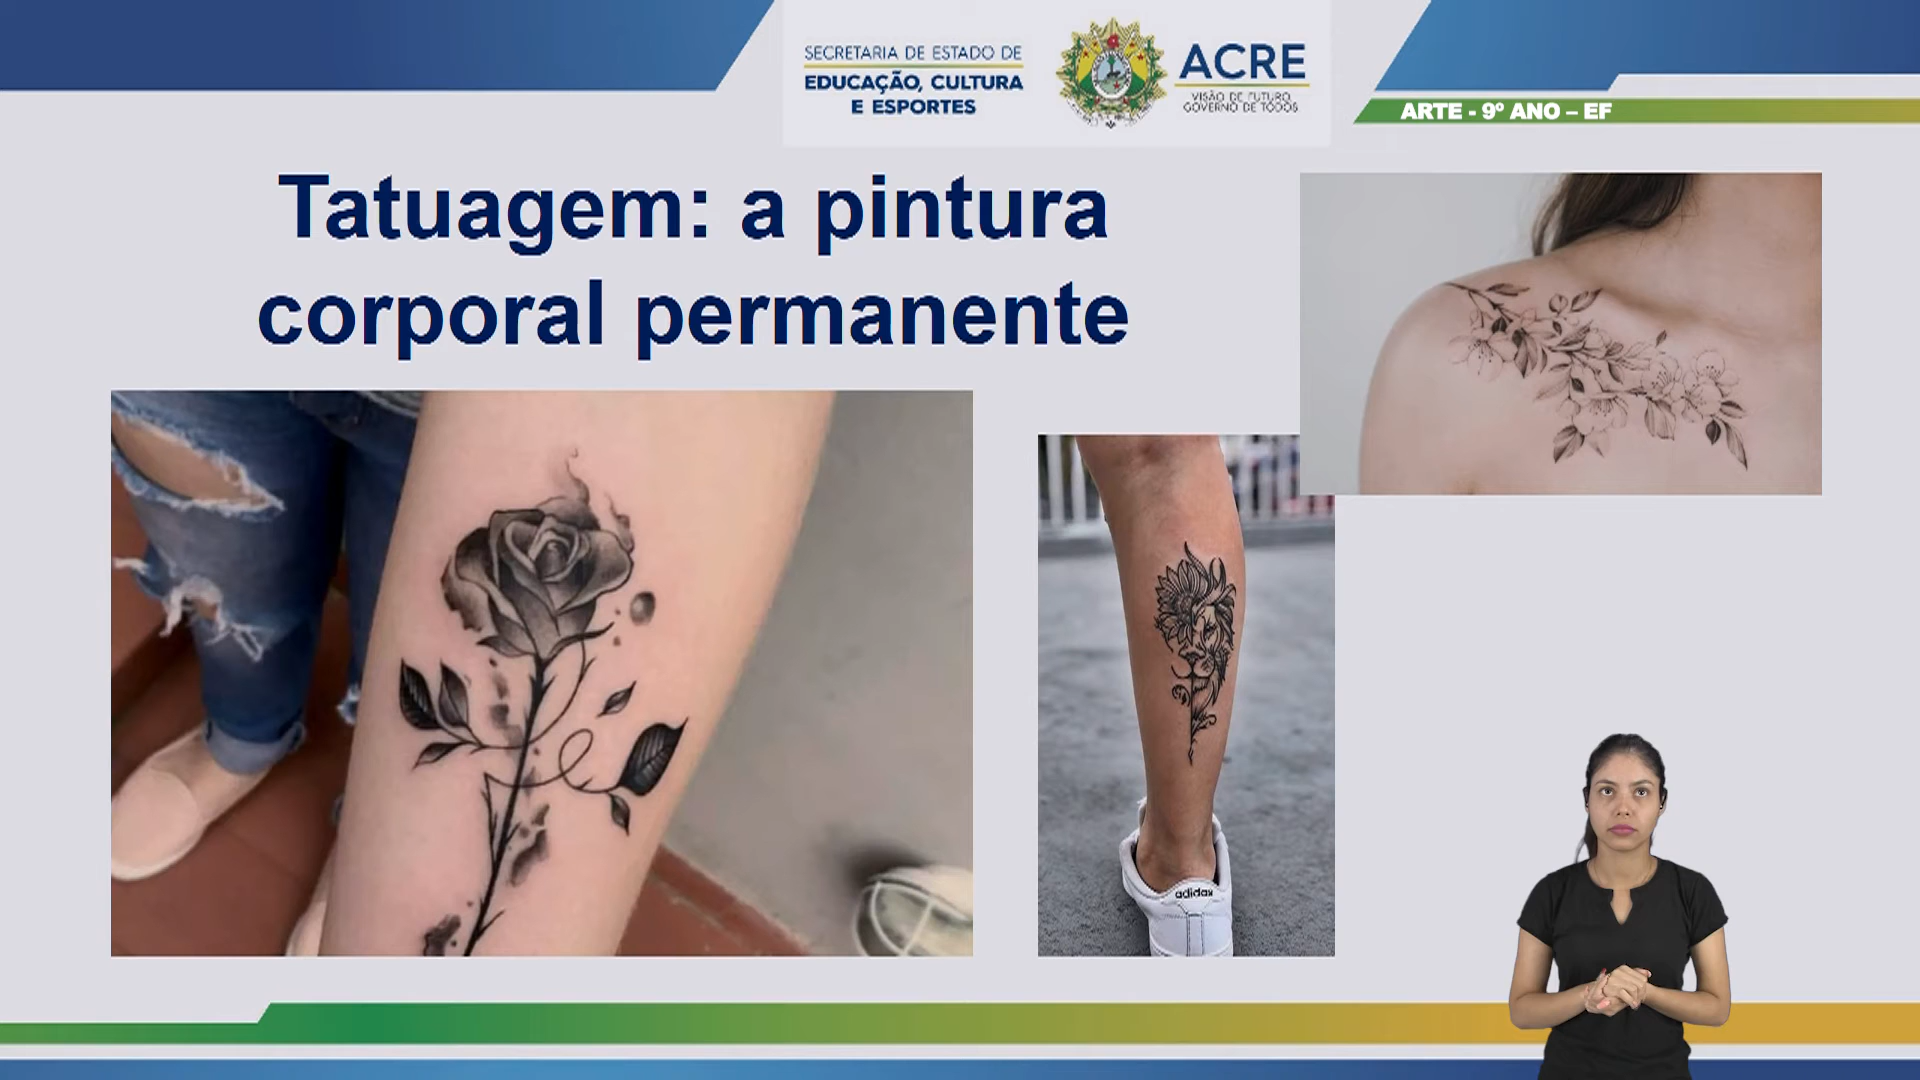 SECRETARIA DE ESTADO DE
EDUCAÇÃO, CULTURA
E ESPORTES
ACRE
VISÃO DE FUTURO,
GOVERNO DE TODOS
ARTE - 9º ANO – EF
Tatuagem: a pintura
corporal permanente
adidas